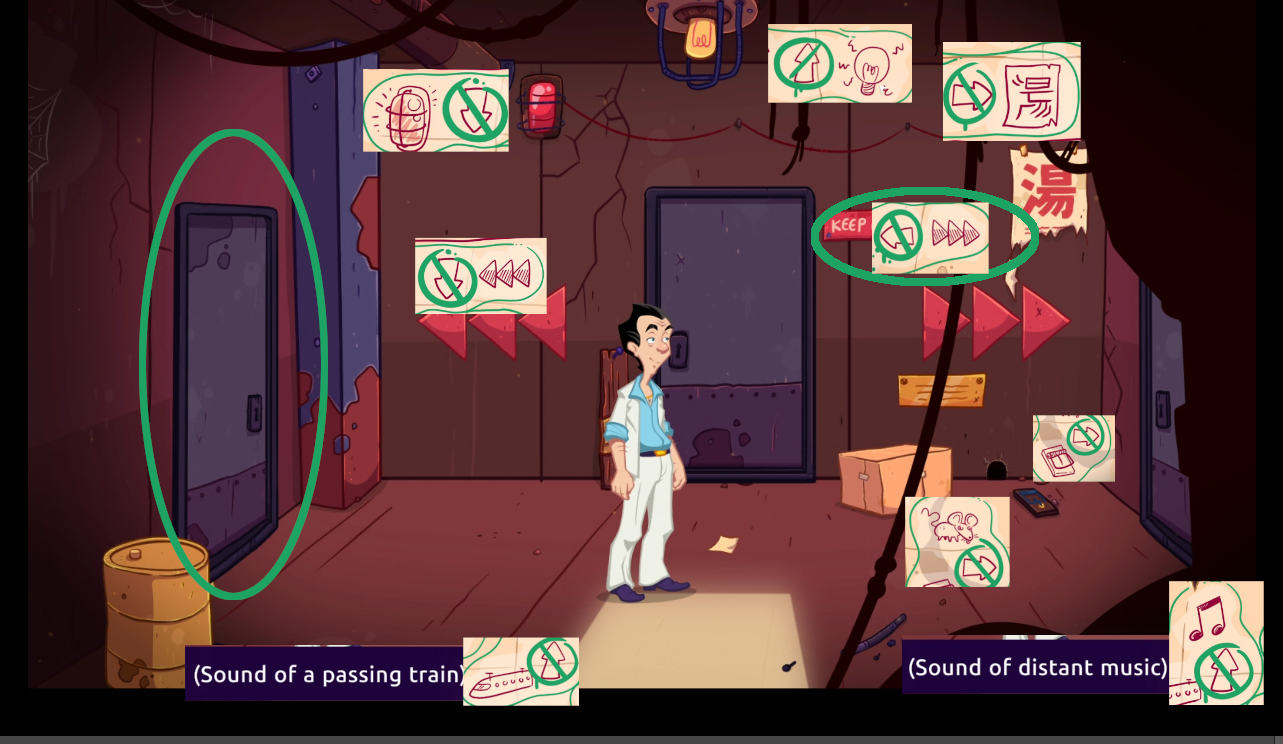 湯
湯
KEEP
(Sound of a passing train)
(Sound of distant music)